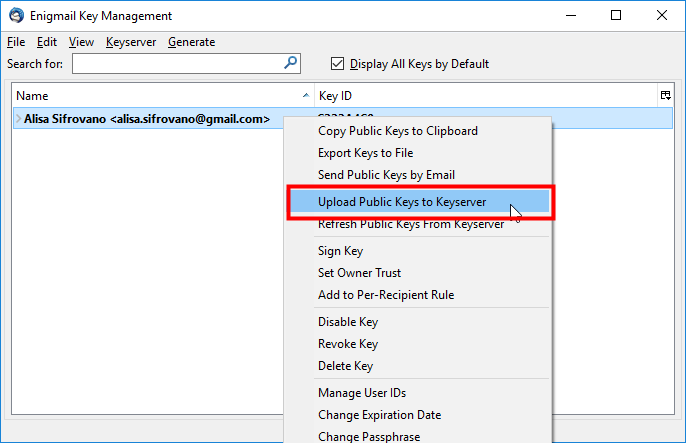 Enigmail Key Management
File Edit View Keyserver Generate
Search for: Display All Keys by Default
Name Key ID
Alisa Sifrovano <alisa.sifrovano@gmail.com>
Copy Public Keys to Clipboard
Export Keys to File
Send Public Keys by Email
Upload Public Keys to Keyserver
Refresh Public Keys From Keyserver
Sign Key
Set Owner Trust
Add to Per-Recipient Rule
Disable Key
Revoke Key
Delete Key
Manage User IDs
Change Expiration Date
Change Passphrase